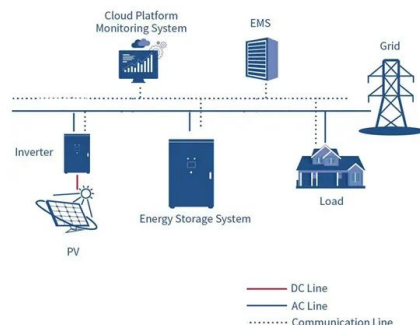 Cloud Platform
Monitoring System
EMS
Grid
Inverter
Energy Storage System
Load
PV
DC Line
AC Line
Communication Line